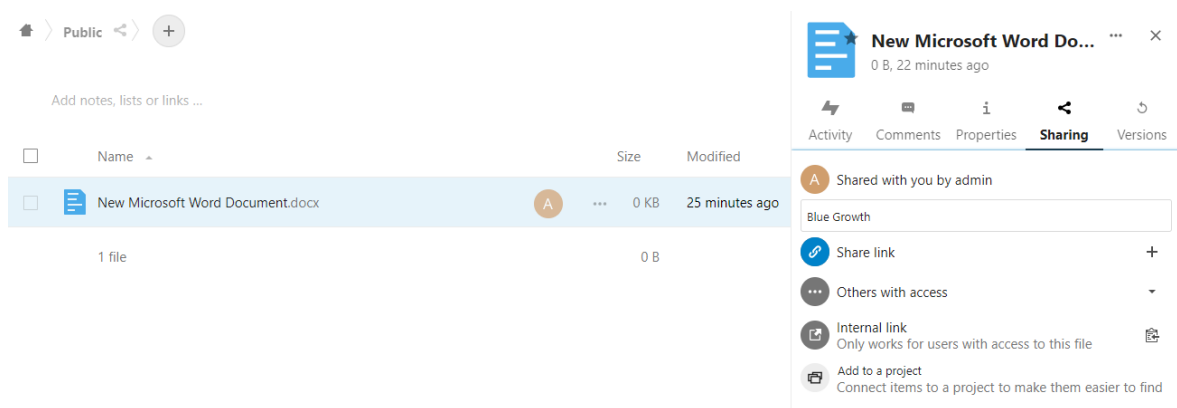 Public
Add notes, lists or links ...
Name
Size
Modified
New Microsoft Word Document.docx
A
...
0 KB
25 minutes ago
1 file
0 B
New Microsoft Word Do...
0 B, 22 minutes ago
Activity
Comments
Properties
Sharing
Versions
A
Shared with you by admin
Blue Growth
Share link
Others with access
Internal link
Only works for users with access to this file
Add to a project
Connect items to a project to make them easier to find